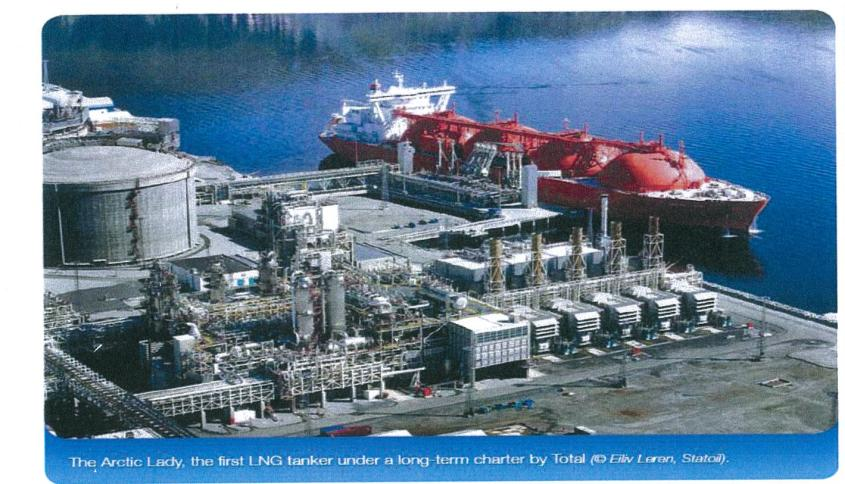 The Arctic Lady, the first LNG tanker under a long-term charter by Total (© Eiliv Leren, Statoil).